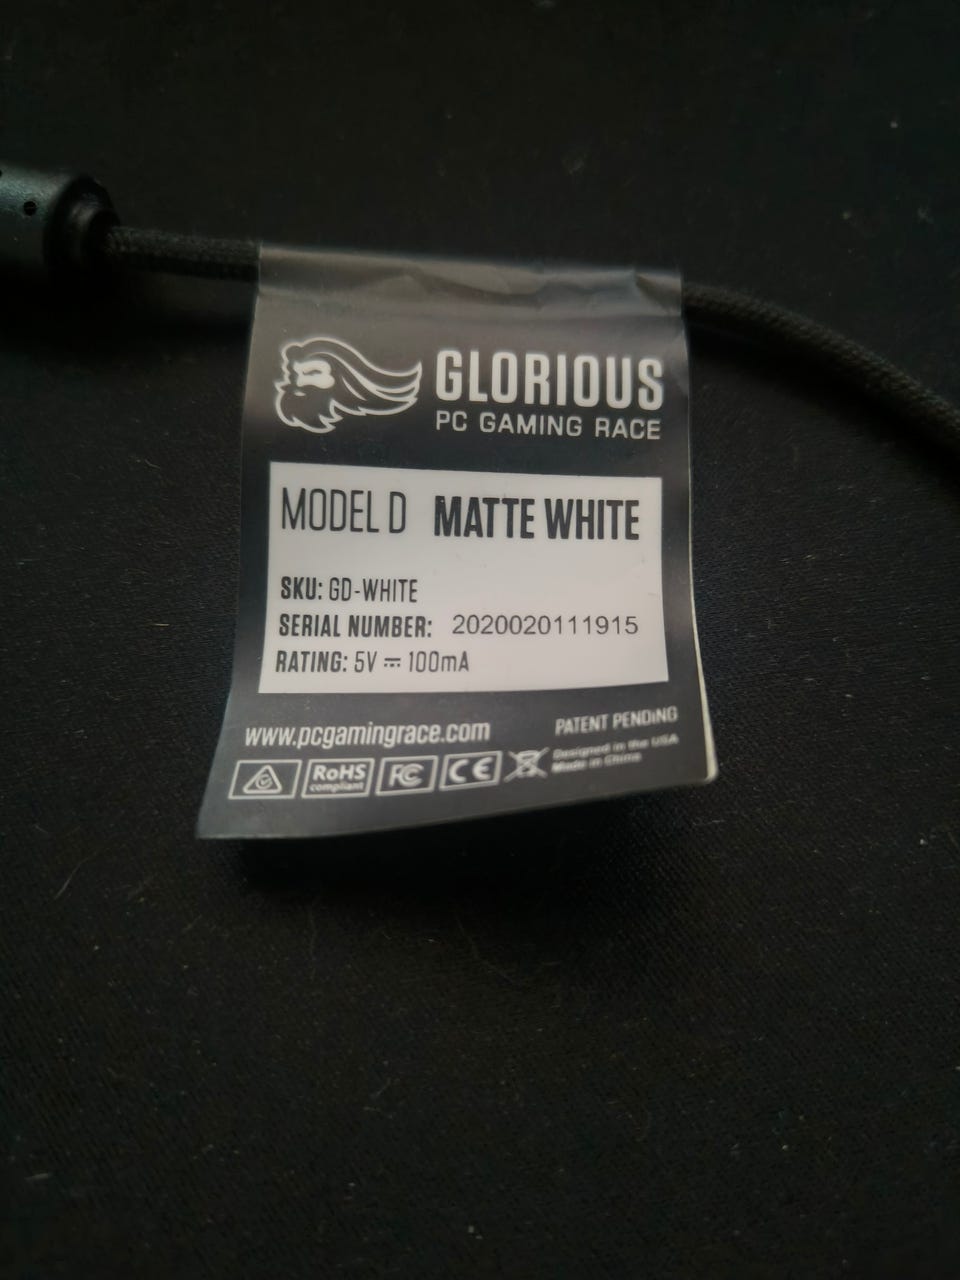 GLORIOUS
PC GAMING RACE
MODEL D MATTE WHITE
SKU: GD-WHITE
SERIAL NUMBER: 2020020111915
RATING: 5V ⎓ 100mA
www.pcgamingrace.com
PATENT PENDING
Designed in the USA
Made in China
RoHS
compliant
FC
CE